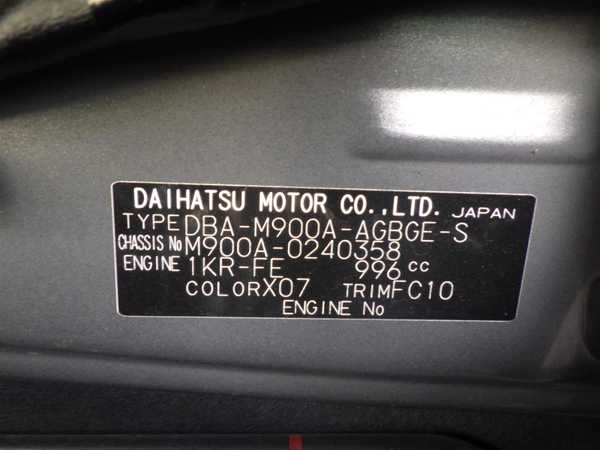 DAIHATSU MOTOR CO.,LTD. JAPAN
TYPE DBA-M900A-AGBGE-S
CHASSIS No M900A-0240358
ENGINE 1KR-FE 996 cc
COLOR X07 TRIM FC10
ENGINE No